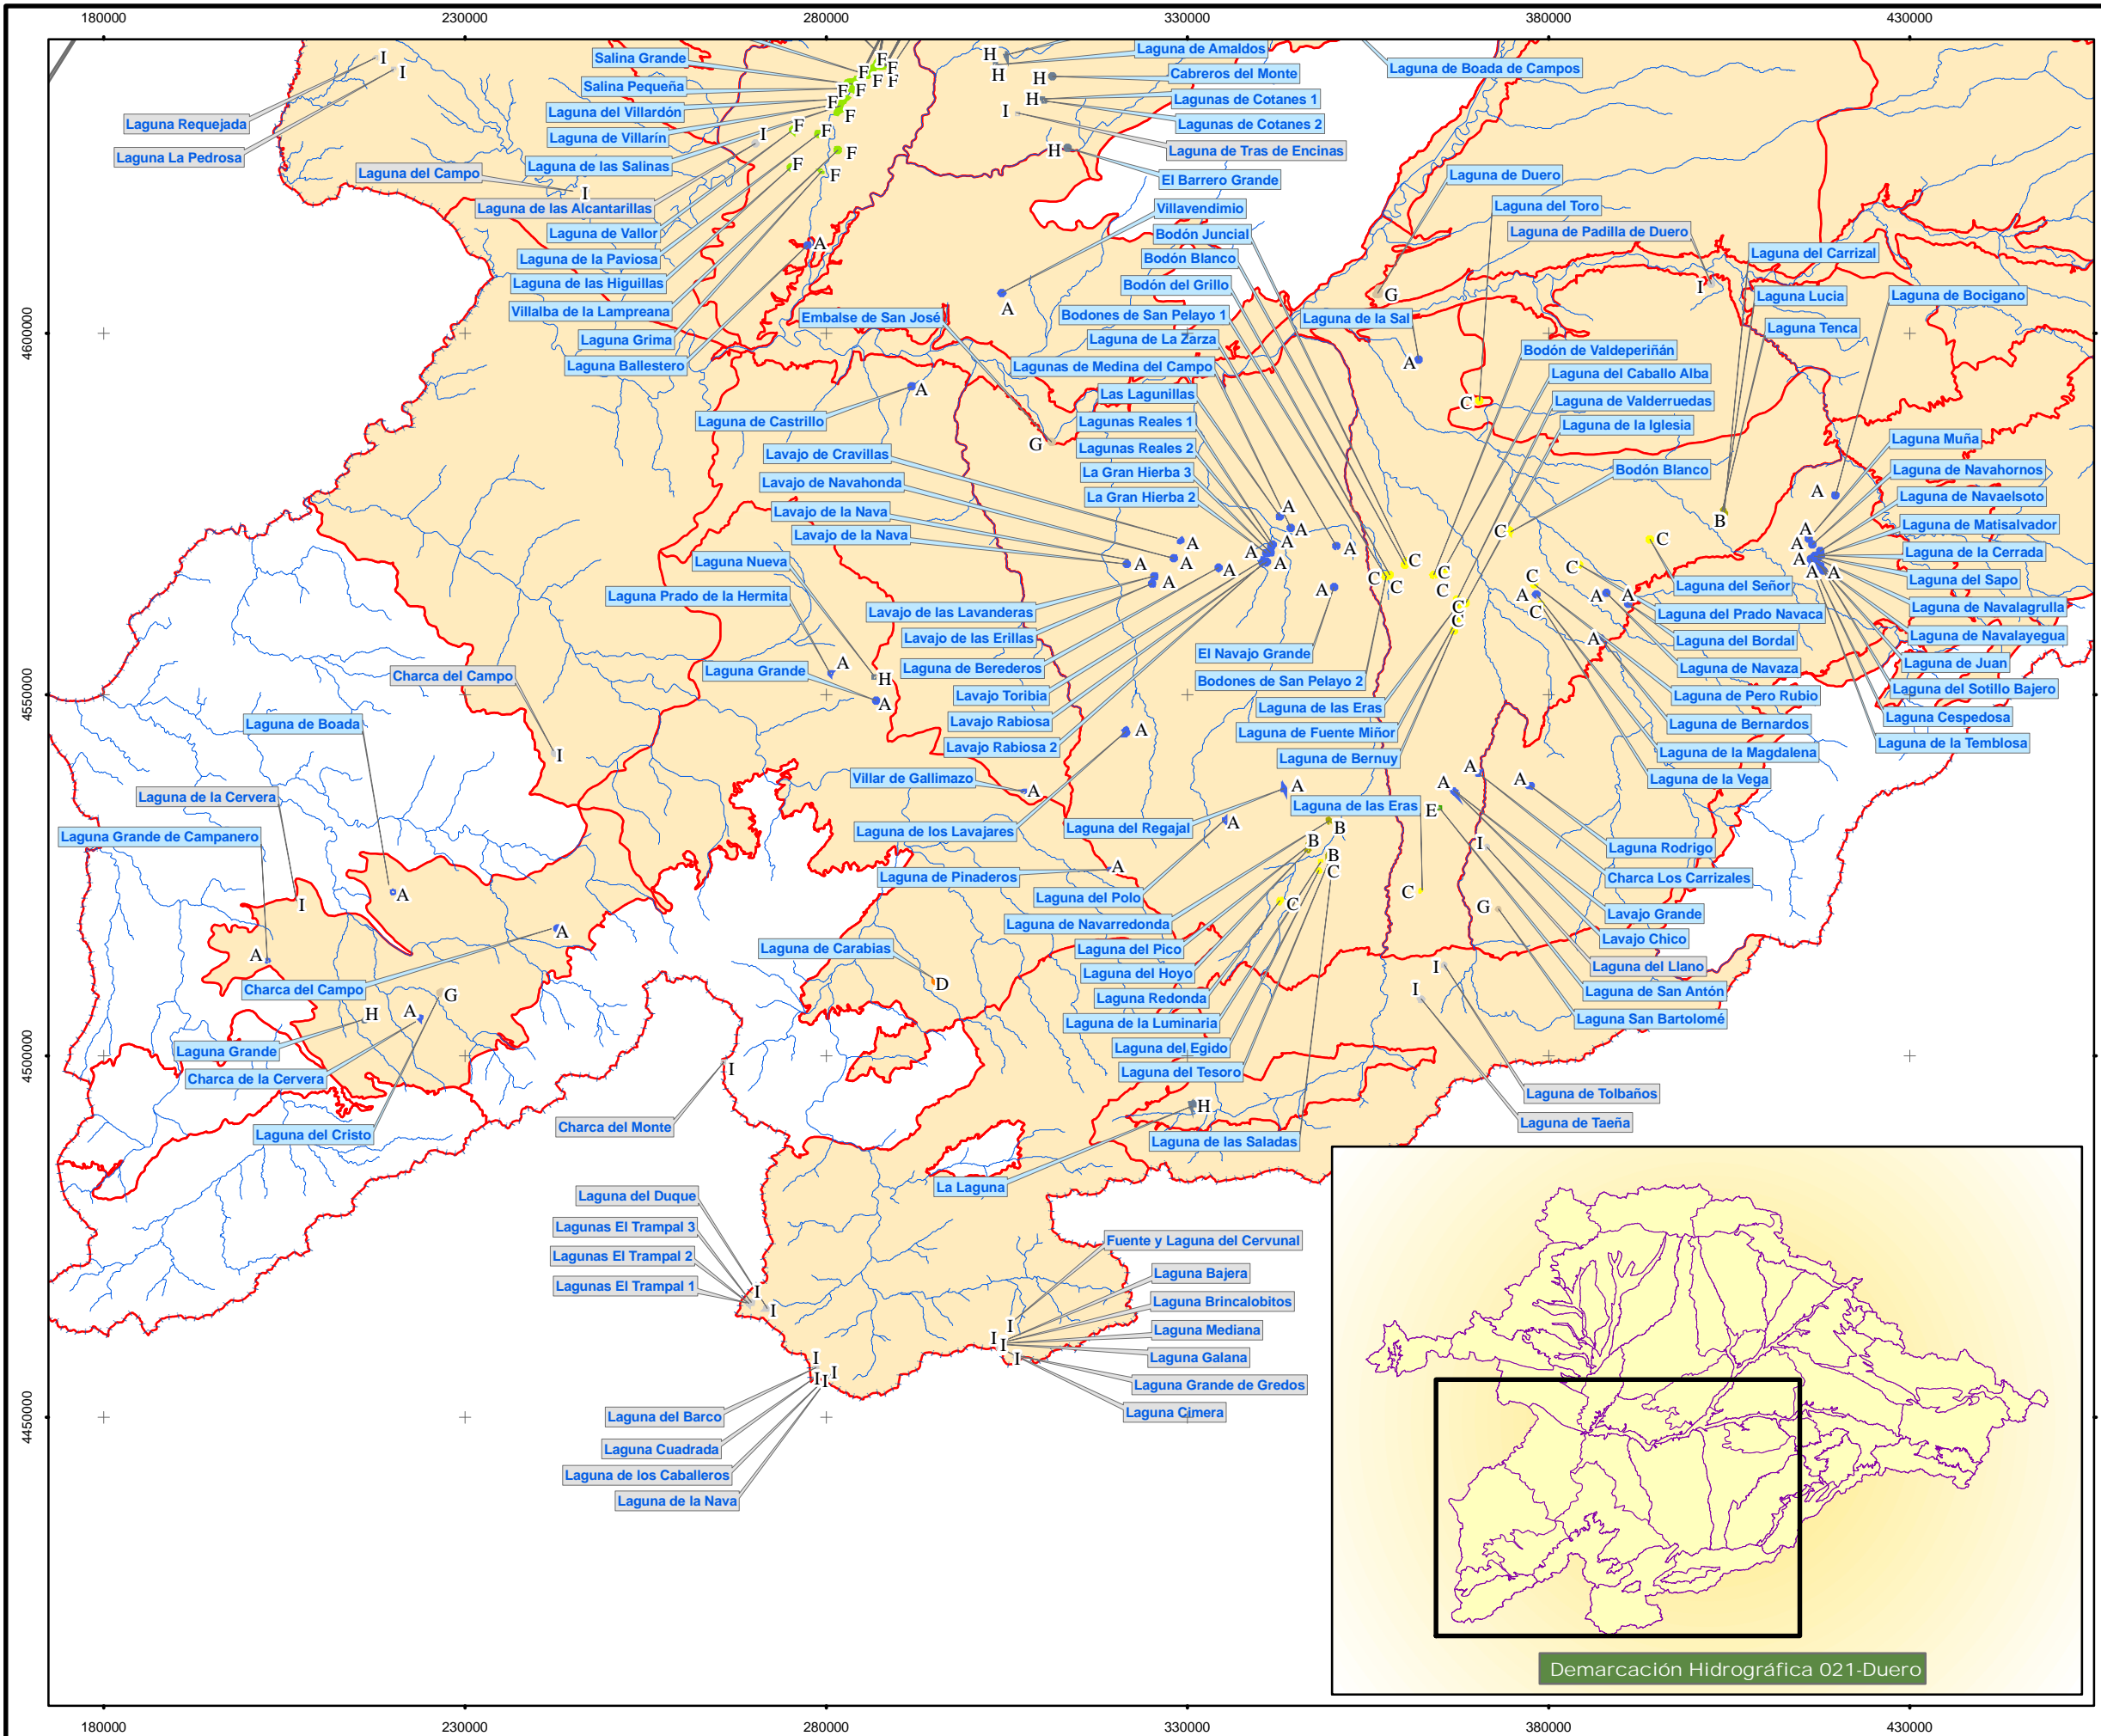 180000
230000
280000
330000
380000
430000
Laguna Requejada
Laguna La Pedrosa
Laguna del Campo
Salina Grande
Salina Pequeña
Laguna del Villardón
Laguna de Villarín
Laguna de las Salinas
Laguna de las Alcantarillas
Laguna de Vallor
Laguna de la Paviosa
Laguna de las Higuillas
Villalba de la Lampreana
Laguna Grima
Laguna Ballestero
Laguna de Amaldos
Cabreros del Monte
Lagunas de Cotanes 1
Lagunas de Cotanes 2
Laguna de Tras de Encinas
El Barrero Grande
Villavendimio
Laguna de Boada de Campos
Laguna de Duero
Laguna del Toro
Laguna de Padilla de Duero
Laguna del Carrizal
Laguna Lucia
Laguna Tenca
Laguna de Bocigano
Bodón Juncial
Bodón Blanco
Bodón del Grillo
Bodones de San Pelayo 1
Laguna de La Zarza
Lagunas de Medina del Campo
Las Lagunillas
Lagunas Reales 1
Lagunas Reales 2
La Gran Hierba 3
La Gran Hierba 2
Embalse de San José
Laguna de la Sal
Bodón de Valdeperiñán
Laguna del Caballo Alba
Laguna de Valderruedas
Laguna de la Iglesia
Bodón Blanco
Laguna de Castrillo
Lavajo de Cravillas
Lavajo de Navahonda
Lavajo de la Nava
Lavajo de la Nava
Laguna Nueva
Laguna Prado de la Hermita
Laguna Grande
Lavajo de las Lavanderas
Lavajo de las Erillas
Laguna de Berederos
Lavajo Toribia
Lavajo Rabiosa
Lavajo Rabiosa 2
El Navajo Grande
Bodones de San Pelayo 2
Laguna de las Eras
Laguna de Fuente Miñor
Laguna de Bernuy
Laguna Muña
Laguna de Navahornos
Laguna de Navaelsoto
Laguna de Matisalvador
Laguna de la Cerrada
Laguna del Sapo
Laguna de Navalagrulla
Laguna de Navalayegua
Laguna de Juan
Laguna del Sotillo Bajero
Laguna Cespedosa
Laguna de la Temblosa
Laguna del Señor
Laguna del Prado Navaca
Laguna del Bordal
Laguna de Navaza
Laguna de Pero Rubio
Laguna de Bernardos
Laguna de la Magdalena
Laguna de la Vega
Charca del Campo
Laguna de Boada
Laguna de la Cervera
Laguna Grande de Campanero
Charca del Campo
Laguna Grande
Charca de la Cervera
Laguna del Cristo
Villar de Gallimazo
Laguna de los Lavajares
Laguna de Pinaderos
Laguna de Carabias
Laguna del Regajal
Laguna del Polo
Laguna de las Eras
Laguna de Navarredonda
Laguna del Pico
Laguna del Hoyo
Laguna Redonda
Laguna de la Luminaria
Laguna del Egido
Laguna del Tesoro
Laguna de las Saladas
La Laguna
Laguna Rodrigo
Charca Los Carrizales
Lavajo Grande
Lavajo Chico
Laguna del Llano
Laguna de San Antón
Laguna San Bartolomé
Laguna de Tolbaños
Laguna de Taeña
Charca del Monte
Laguna del Duque
Lagunas El Trampal 3
Lagunas El Trampal 2
Lagunas El Trampal 1
Laguna del Barco
Laguna Cuadrada
Laguna de los Caballeros
Laguna de la Nava
Fuente y Laguna del Cervunal
Laguna Bajera
Laguna Brincalobitos
Laguna Mediana
Laguna Galana
Laguna Grande de Gredos
Laguna Cimera
4600000
4550000
4500000
4450000
Demarcación Hidrográfica 021-Duero
180000
230000
280000
330000
380000
430000